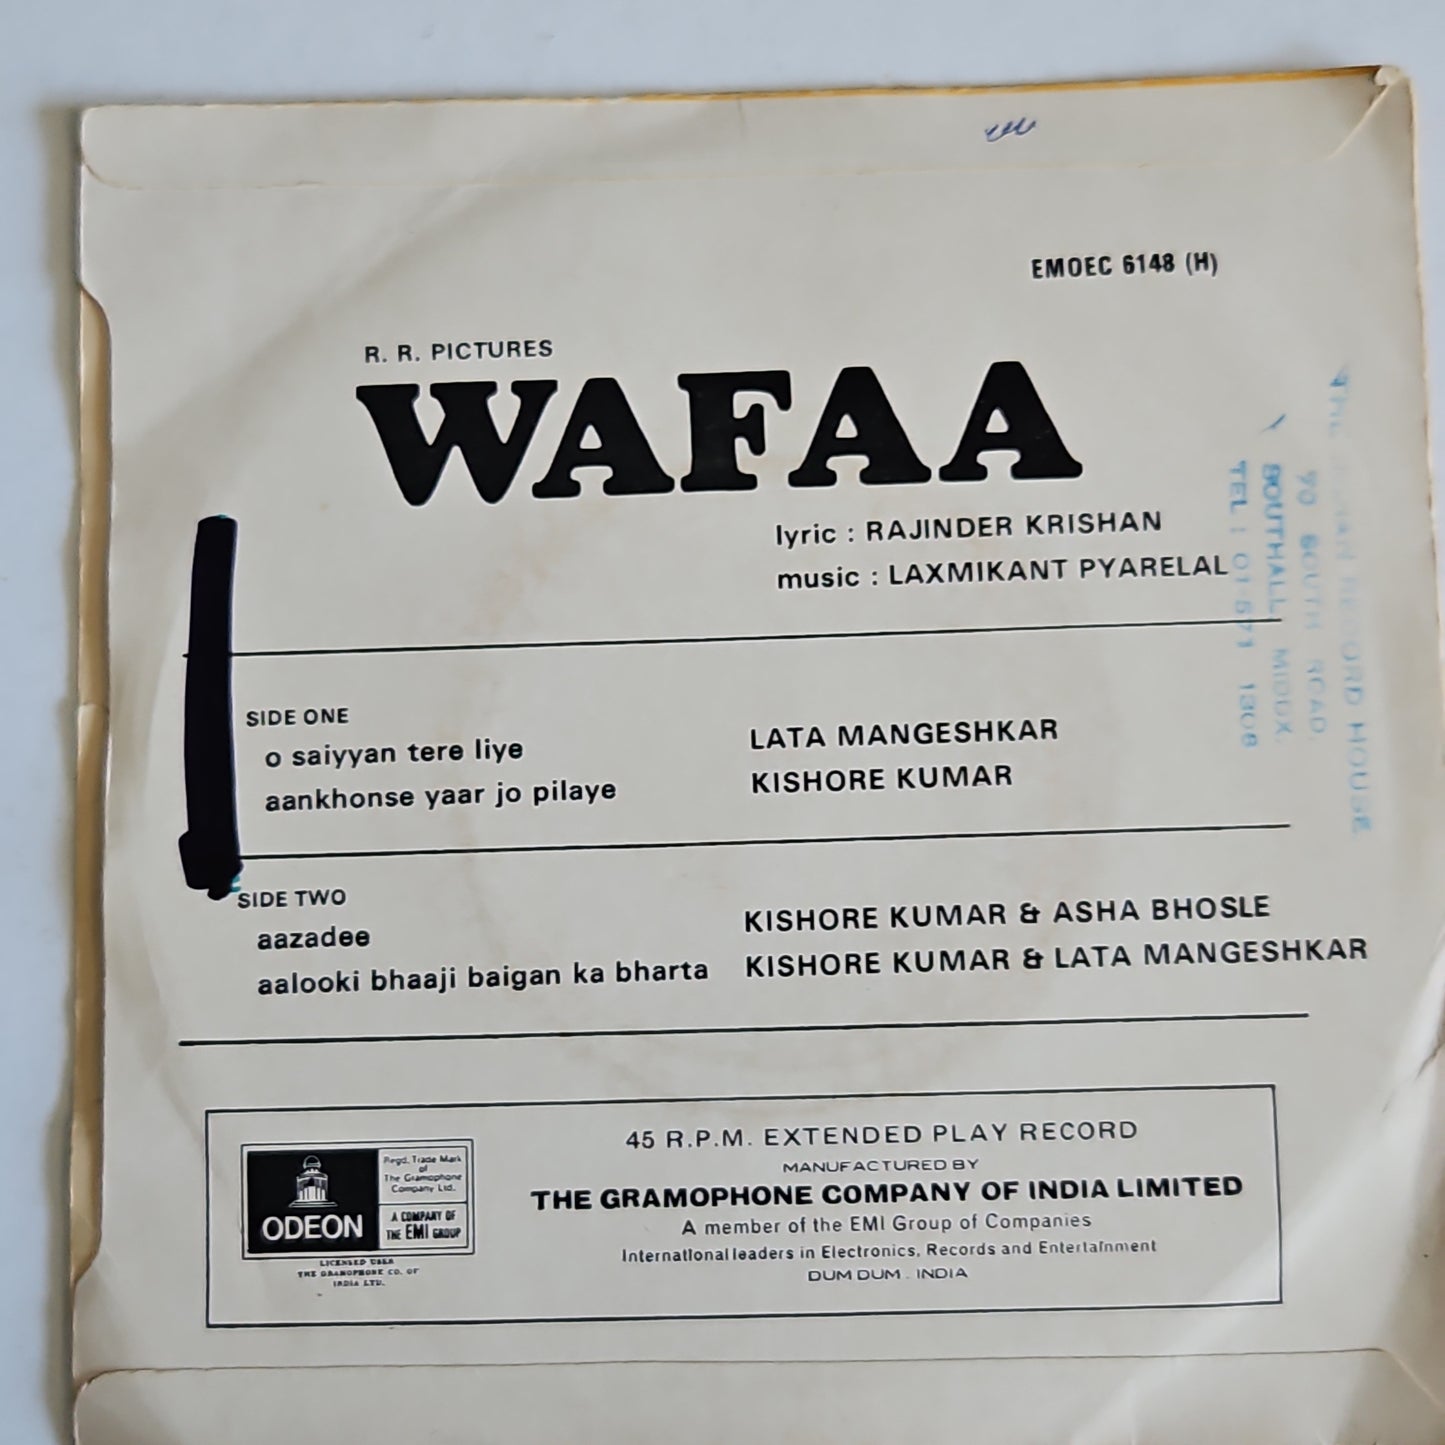 EMOEC 6148 (H)
R. R. PICTURES
WAFAA
lyric : RAJINDER KRISHAN
music : LAXMIKANT PYARELAL
SIDE ONE
o saiyyan tere liye LATA MANGESHKAR
aankhonse yaar jo pilaye KISHORE KUMAR
SIDE TWO
aazadee KISHORE KUMAR & ASHA BHOSLE
aalooki bhaaji baigan ka bharta KISHORE KUMAR & LATA MANGESHKAR
45 R.P.M. EXTENDED PLAY RECORD
MANUFACTURED BY
THE GRAMOPHONE COMPANY OF INDIA LIMITED
A member of the EMI Group of Companies
International leaders in Electronics, Records and Entertainment
DUM DUM . INDIA
ODEON
Regd. Trade Mark
of
The Gramophone
Company Ltd.
A COMPANY OF
THE EMI GROUP
LICENSED USER
THE GRAMOPHONE CO. OF
INDIA LTD.
THE RECORD HOUSE
70 SOUTH ROAD,
SOUTHALL, MIDDX.
TEL : 01-571 1308